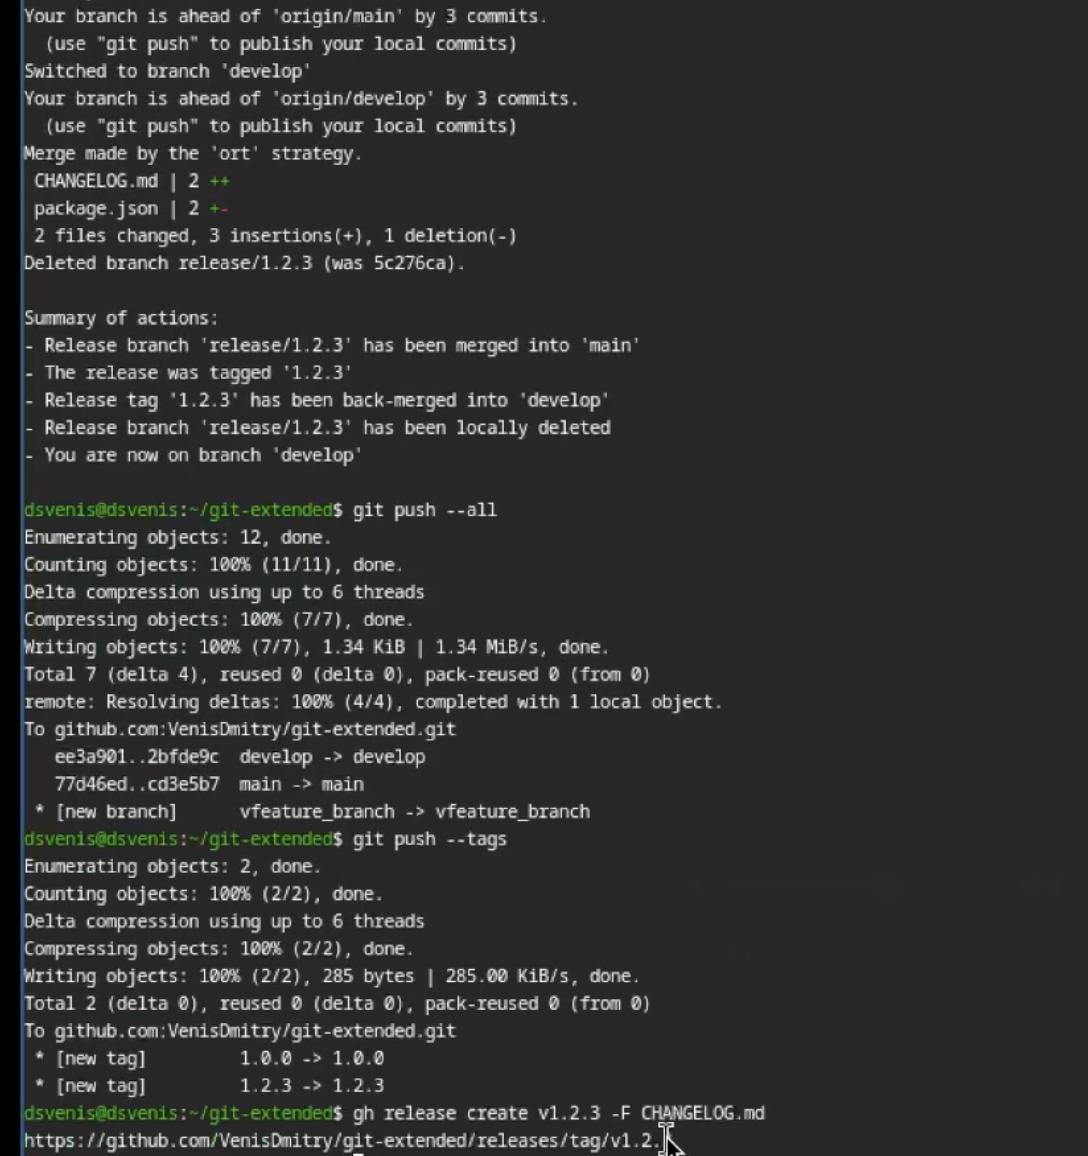 Your branch is ahead of 'origin/main' by 3 commits.
  (use "git push" to publish your local commits)
Switched to branch 'develop'
Your branch is ahead of 'origin/develop' by 3 commits.
  (use "git push" to publish your local commits)
Merge made by the 'ort' strategy.
 CHANGELOG.md | 2 ++
 package.json | 2 +-
 2 files changed, 3 insertions(+), 1 deletion(-)
Deleted branch release/1.2.3 (was 5c276ca).

Summary of actions:
- Release branch 'release/1.2.3' has been merged into 'main'
- The release was tagged '1.2.3'
- Release tag '1.2.3' has been back-merged into 'develop'
- Release branch 'release/1.2.3' has been locally deleted
- You are now on branch 'develop'

dsvenis@dsvenis:~/git-extended$ git push --all
Enumerating objects: 12, done.
Counting objects: 100% (11/11), done.
Delta compression using up to 6 threads
Compressing objects: 100% (7/7), done.
Writing objects: 100% (7/7), 1.34 KiB | 1.34 MiB/s, done.
Total 7 (delta 4), reused 0 (delta 0), pack-reused 0 (from 0)
remote: Resolving deltas: 100% (4/4), completed with 1 local object.
To github.com:VenisDmitry/git-extended.git
   ee3a901..2bfde9c  develop -> develop
   77d46ed..cd3e5b7  main -> main
 * [new branch]      vfeature_branch -> vfeature_branch
dsvenis@dsvenis:~/git-extended$ git push --tags
Enumerating objects: 2, done.
Counting objects: 100% (2/2), done.
Delta compression using up to 6 threads
Compressing objects: 100% (2/2), done.
Writing objects: 100% (2/2), 285 bytes | 285.00 KiB/s, done.
Total 2 (delta 0), reused 0 (delta 0), pack-reused 0 (from 0)
To github.com:VenisDmitry/git-extended.git
 * [new tag]         1.0.0 -> 1.0.0
 * [new tag]         1.2.3 -> 1.2.3
dsvenis@dsvenis:~/git-extended$ gh release create v1.2.3 -F CHANGELOG.md
https://github.com/VenisDmitry/git-extended/releases/tag/v1.2.